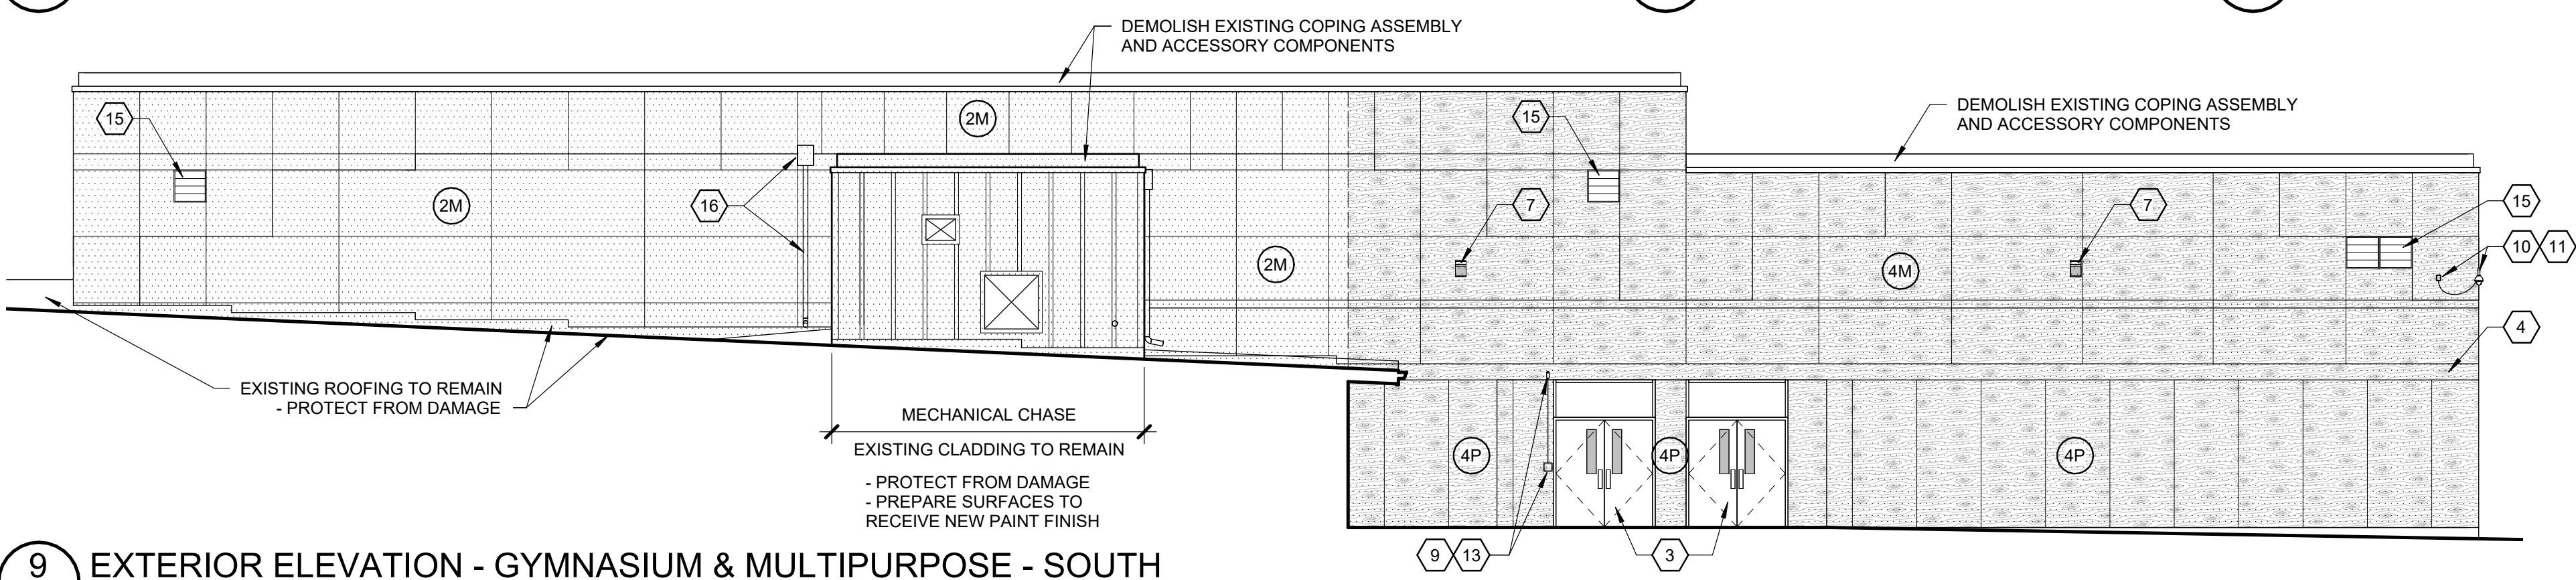 DEMOLISH EXISTING COPING ASSEMBLY
AND ACCESSORY COMPONENTS
DEMOLISH EXISTING COPING ASSEMBLY
AND ACCESSORY COMPONENTS
15
2M
15
2M
16
7
7
15
10 11
2M
4M
4
EXISTING ROOFING TO REMAIN
- PROTECT FROM DAMAGE
MECHANICAL CHASE
EXISTING CLADDING TO REMAIN
- PROTECT FROM DAMAGE
- PREPARE SURFACES TO
RECEIVE NEW PAINT FINISH
4P
4P
4P
9 13
3
9
EXTERIOR ELEVATION - GYMNASIUM & MULTIPURPOSE - SOUTH